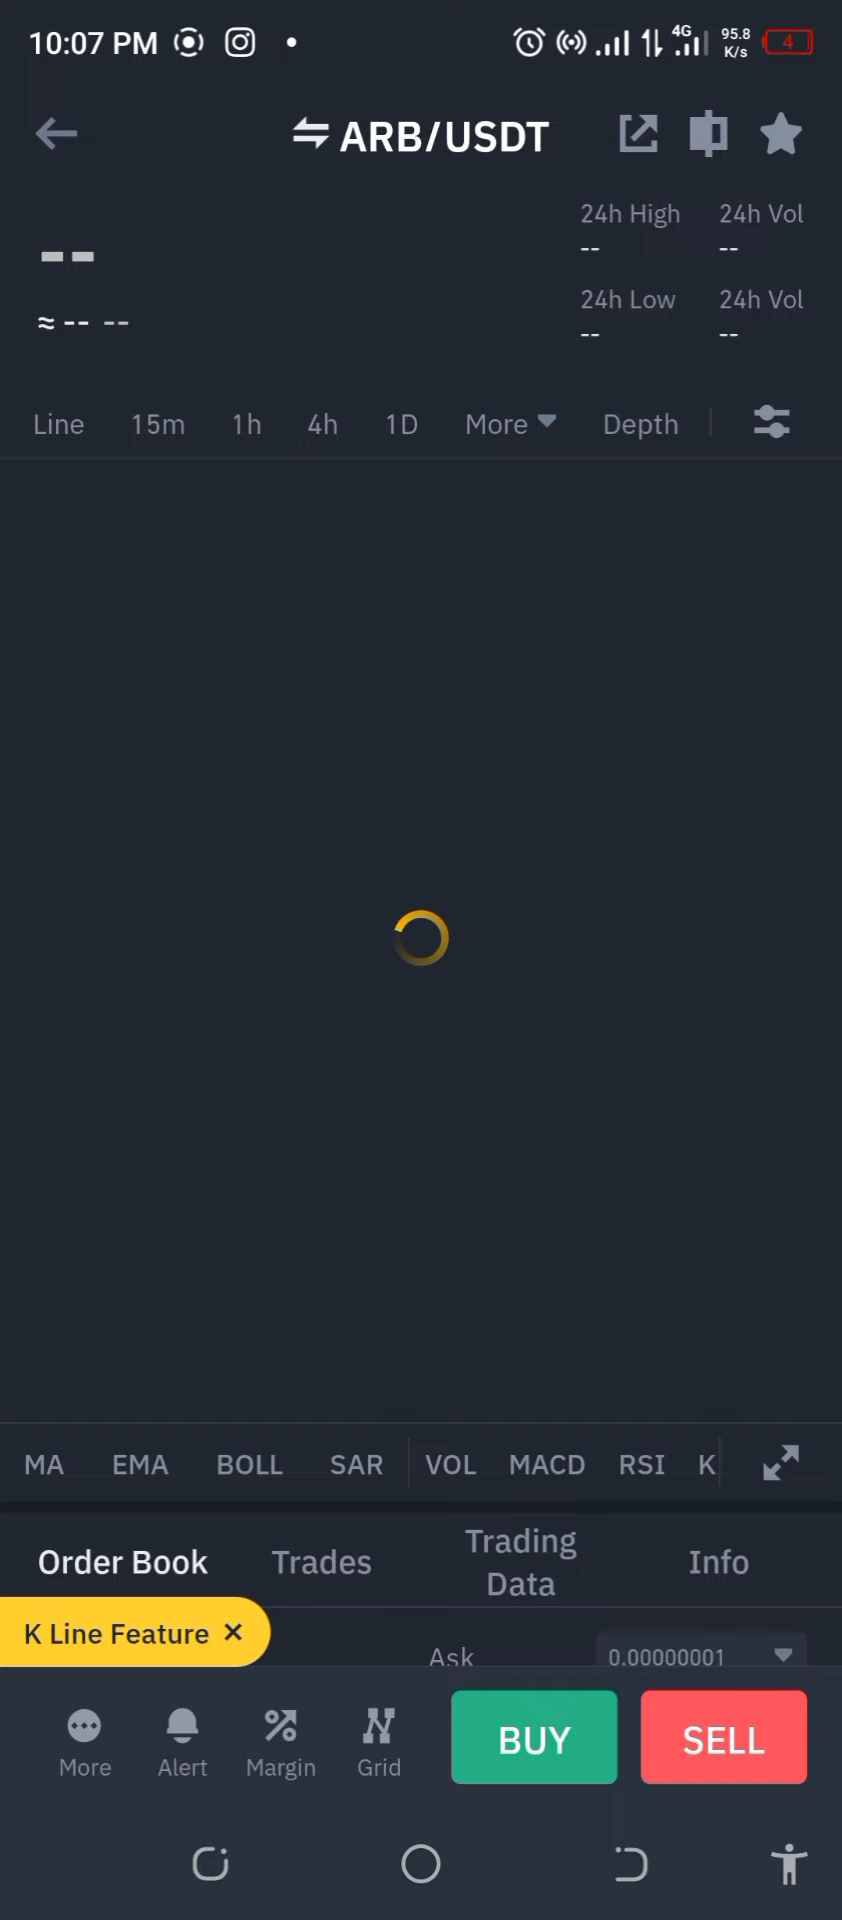 10:07 PM 4G 95.8 K/s 4
ARB/USDT
24h High 24h Vol
-- -- --
24h Low 24h Vol
≈ -- -- -- --
Line 15m 1h 4h 1D More Depth
MA EMA BOLL SAR VOL MACD RSI K
Order Book Trades Trading Data Info
K Line Feature ×
Ask 0.00000001
More Alert Margin Grid BUY SELL